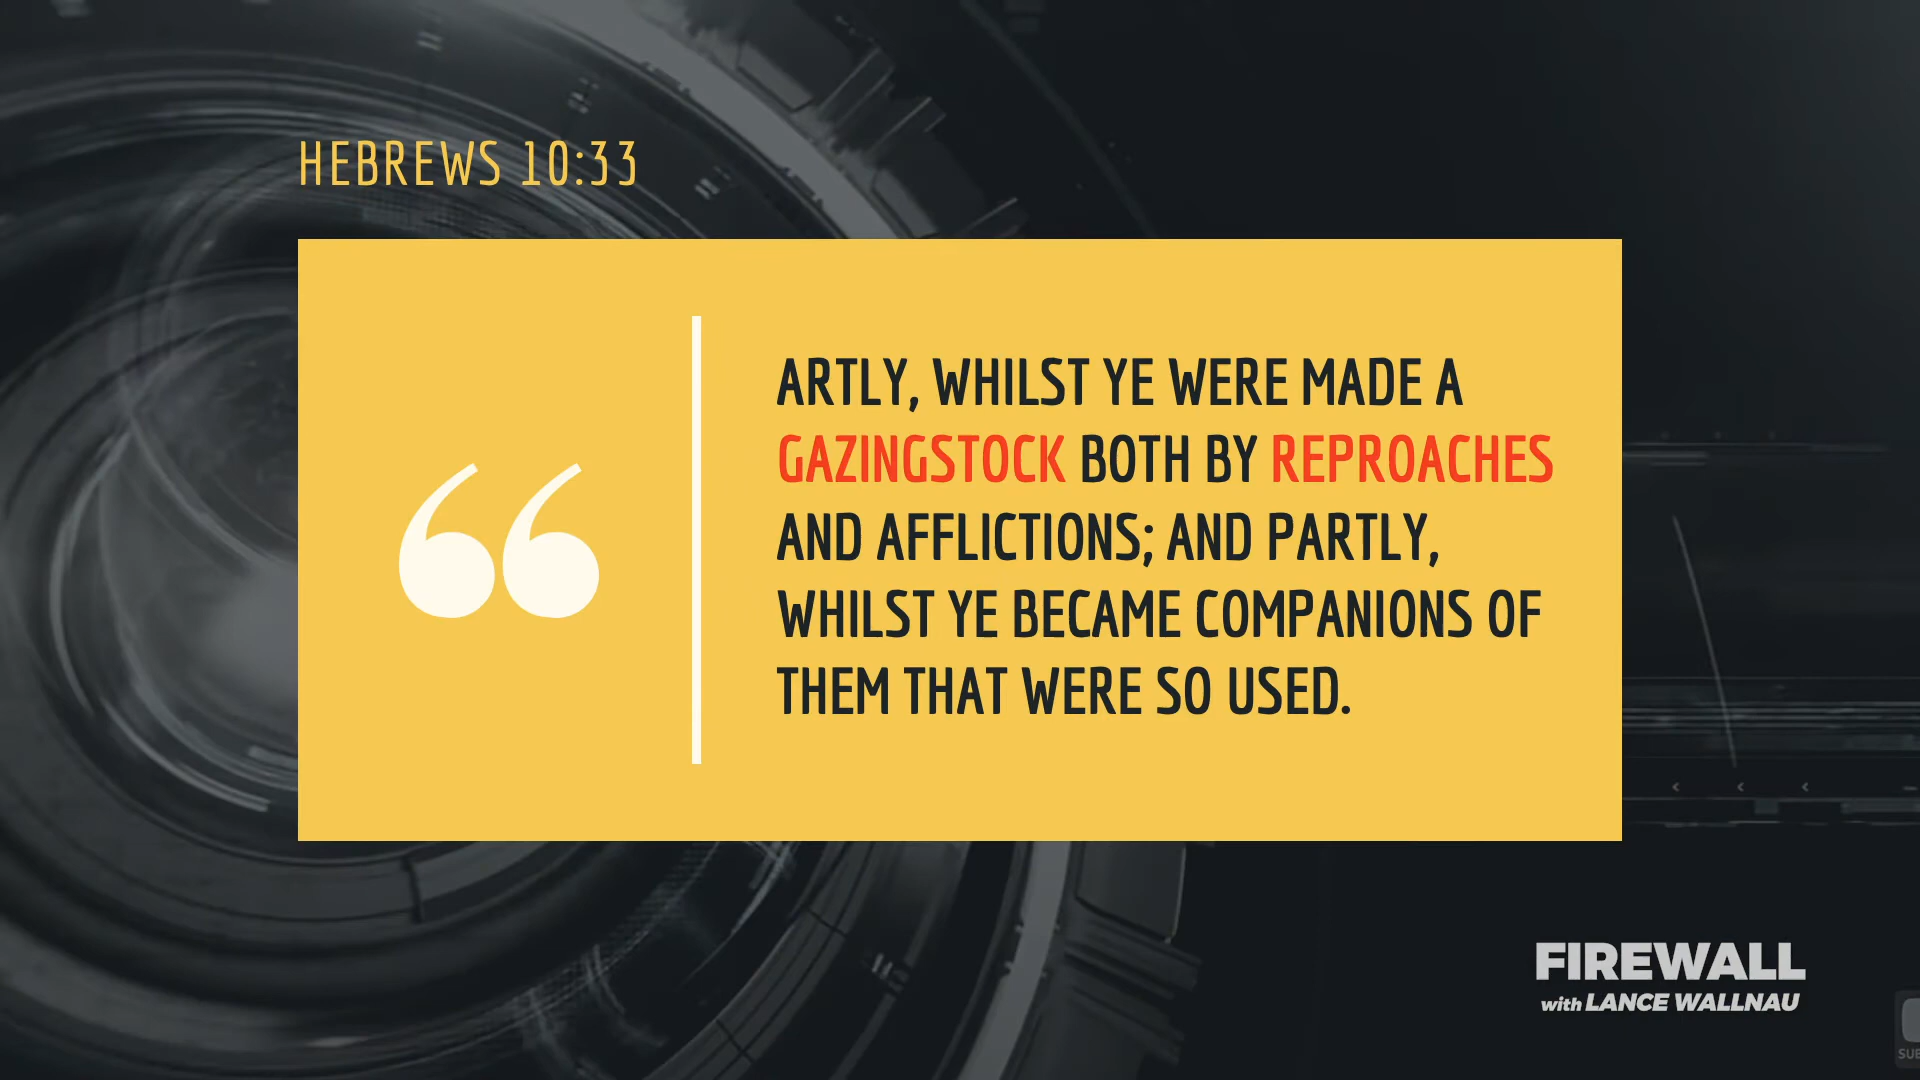 HEBREWS 10:33
“
ARTLY, WHILST YE WERE MADE A
GAZINGSTOCK BOTH BY REPROACHES
AND AFFLICTIONS; AND PARTLY,
WHILST YE BECAME COMPANIONS OF
THEM THAT WERE SO USED.
FIREWALL
with LANCE WALLNAU
SUB